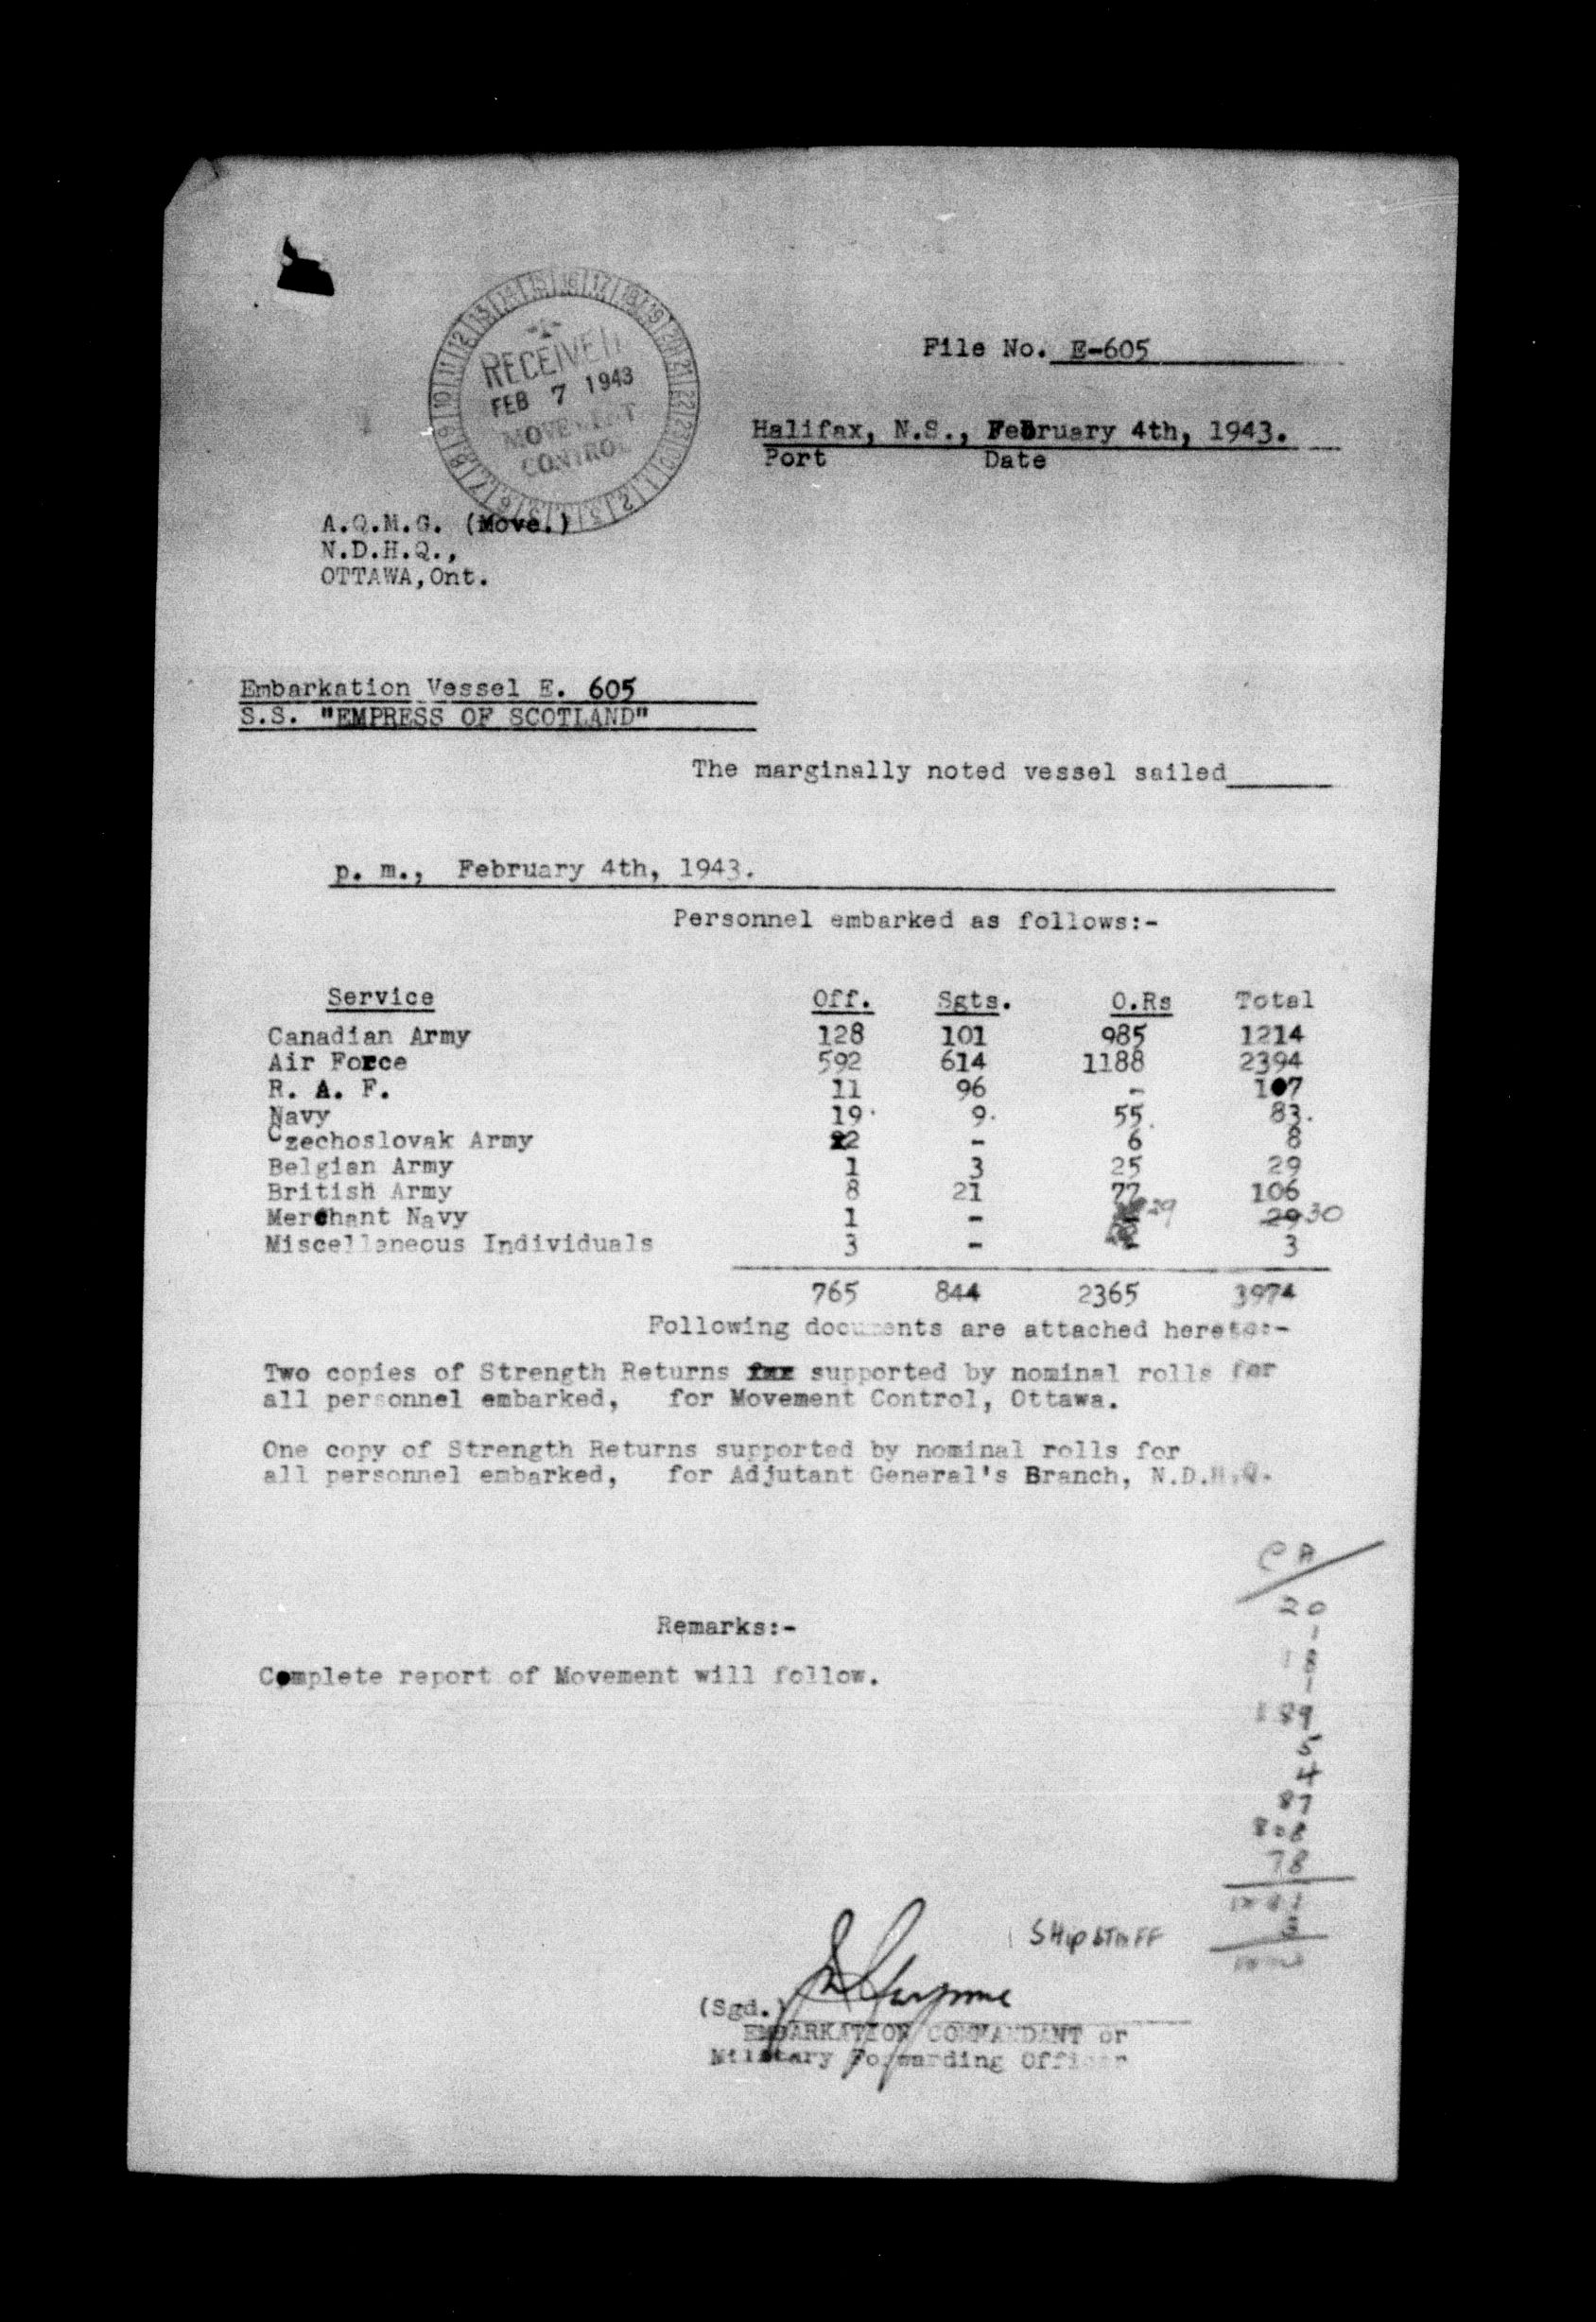 RECEIVED
FEB 7 1943
MOVEMENT
CONTROL
File No. E-605
Halifax, N.S., February 4th, 1943.
Port Date
A.Q.M.G. (Move.)
N.D.H.Q.,
OTTAWA,Ont.
Embarkation Vessel E. 605
S.S. "EMPRESS OF SCOTLAND"
The marginally noted vessel sailed
p. m., February 4th, 1943.
Personnel embarked as follows:-
Service Off. Sgts. O.Rs Total
Canadian Army 128 101 985 1214
Air Force 592 614 1188 2394
R. A. F. 11 96 - 107
Navy 19 9 55 83
Czechoslovak Army 2 - 6 8
Belgian Army 1 3 25 29
British Army 8 21 77 106
Merchant Navy 1 - 29 29 30
Miscellaneous Individuals 3 - - 3
765 844 2365 3974
Following documents are attached hereto:-
Two copies of Strength Returns for supported by nominal rolls for
all personnel embarked, for Movement Control, Ottawa.
One copy of Strength Returns supported by nominal rolls for
all personnel embarked, for Adjutant General's Branch, N.D.H.Q.
CA
20
1
18
1
189
5
4
87
808
78
3
Remarks:-
Complete report of Movement will follow.
SHip STAFF
(Sgd.)
EMBARKATION COMMANDANT or
Military Forwarding Officer